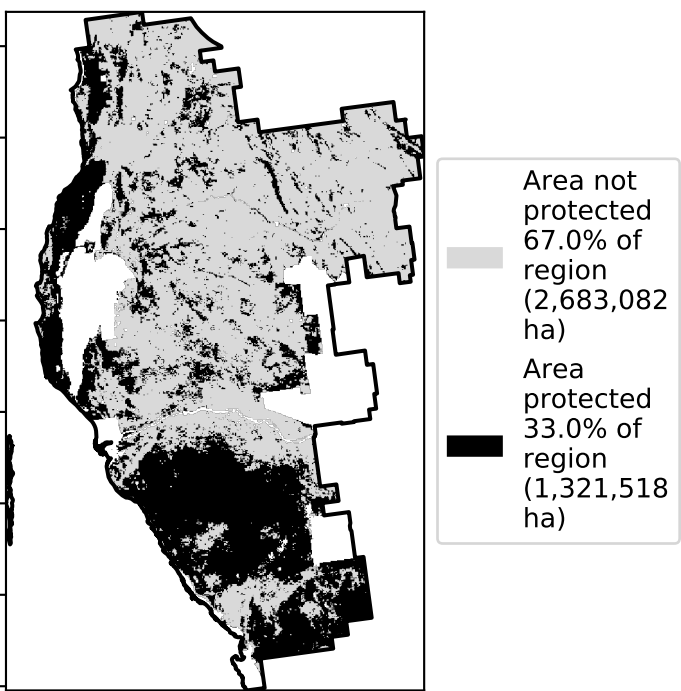 Area not
protected
67.0% of
region
(2,683,082
ha)
Area
protected
33.0% of
region
(1,321,518
ha)